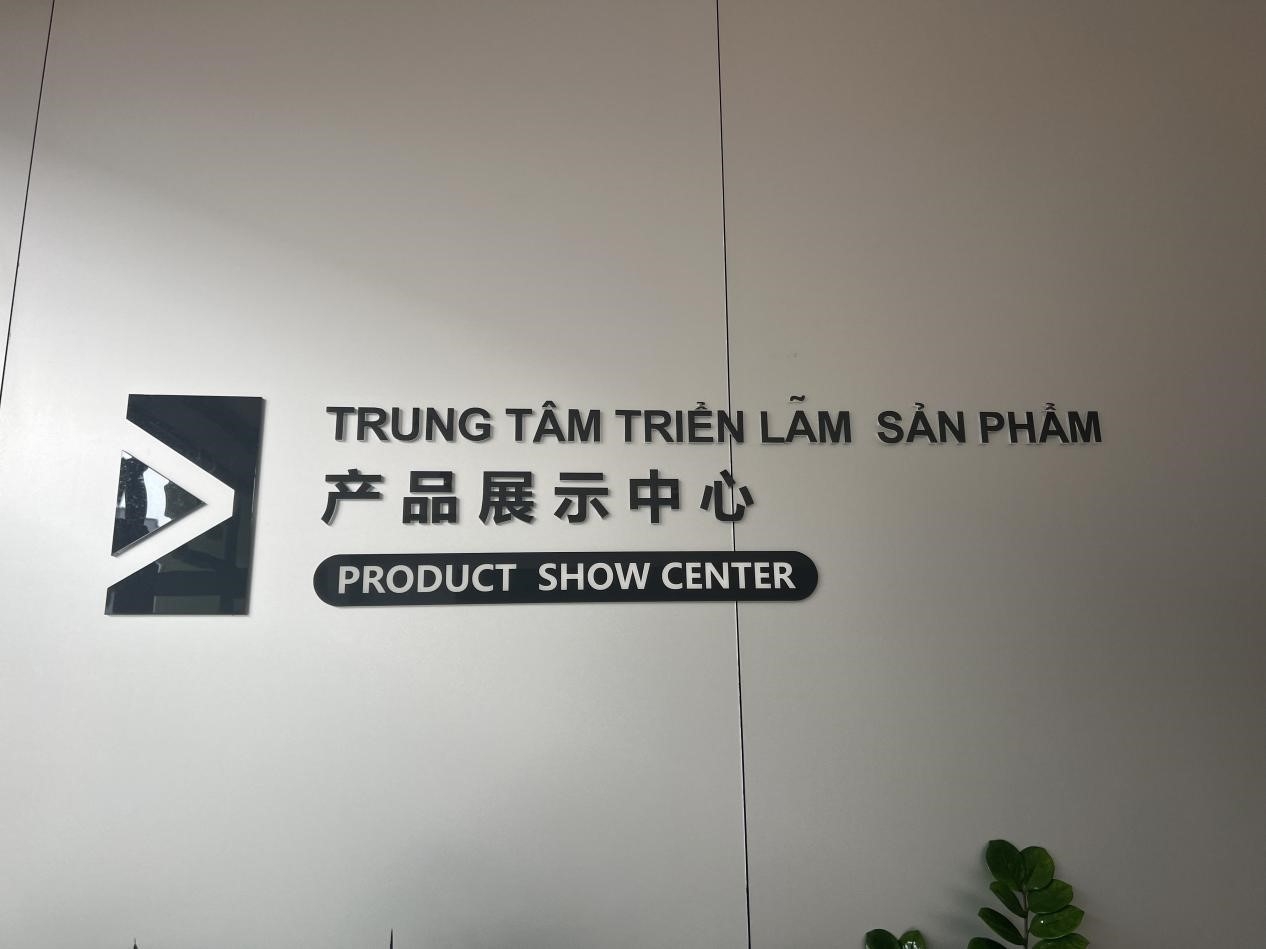 TRUNG TÂM TRIỂN LÃM SẢN PHẨM
产品展示中心
PRODUCT SHOW CENTER